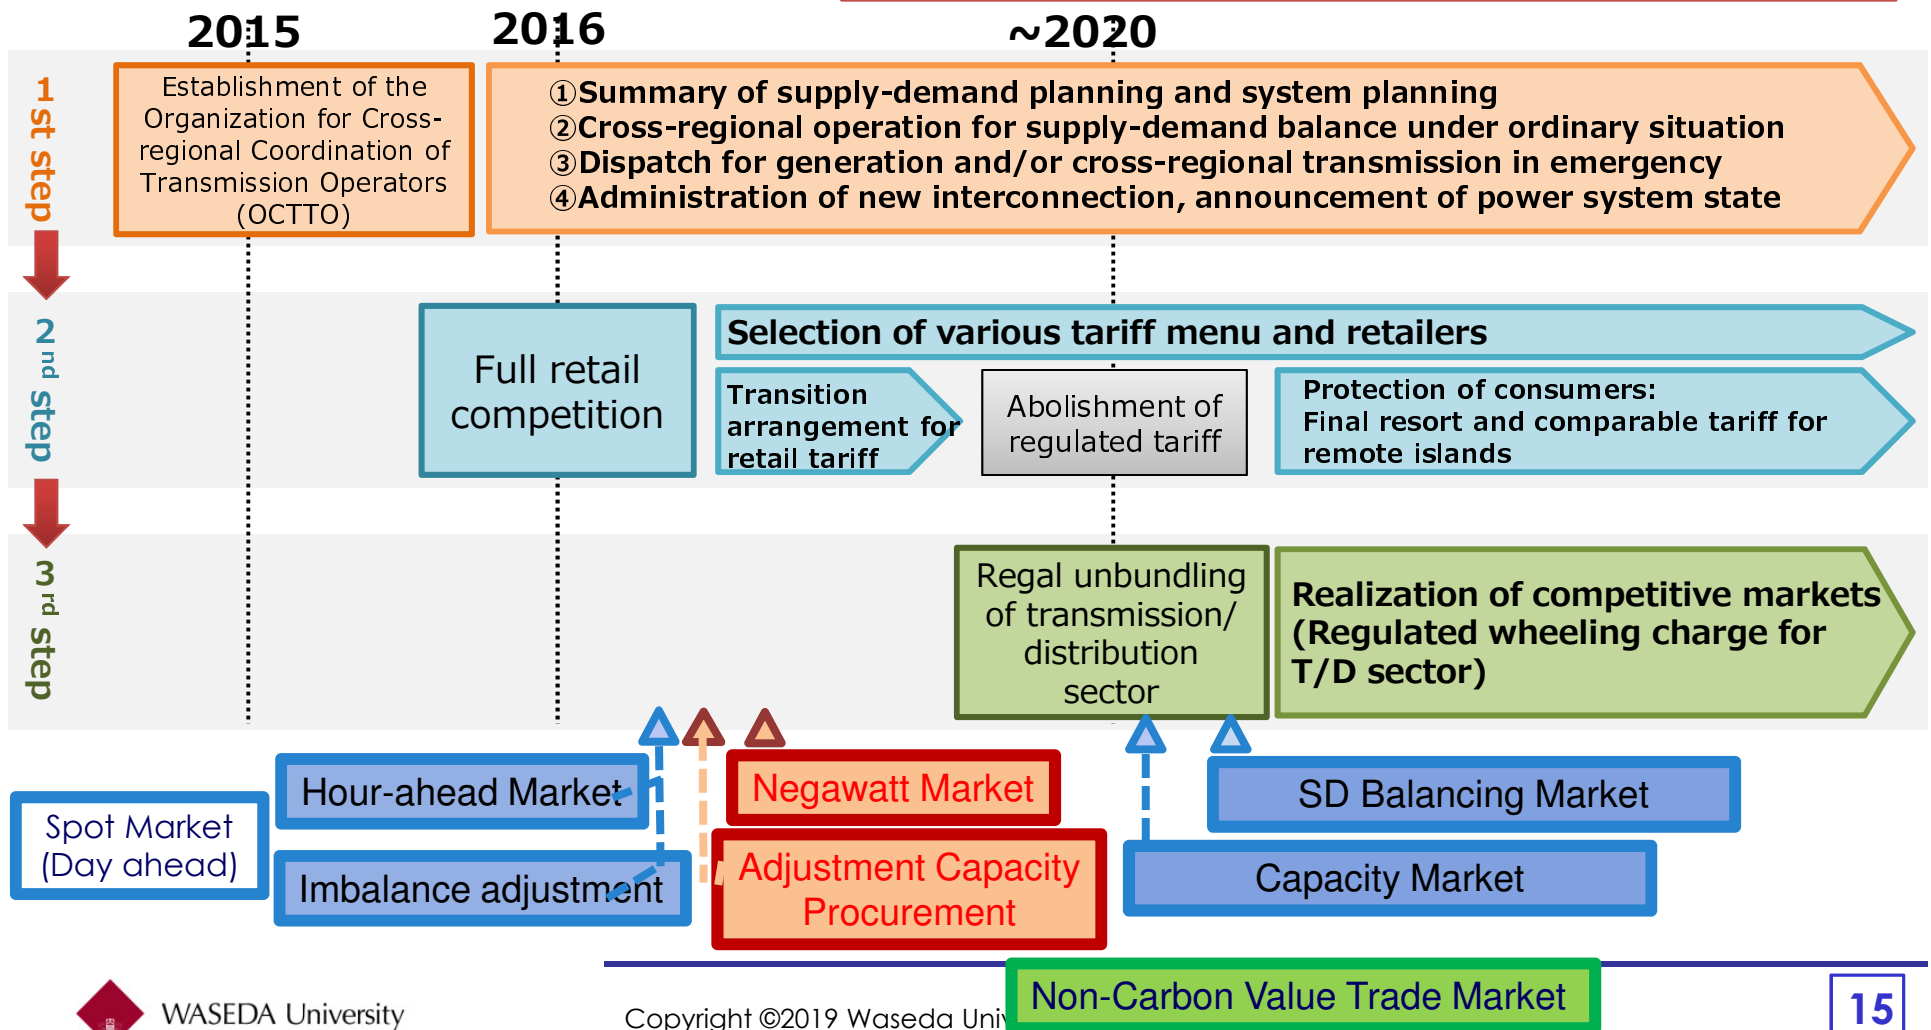 2015
2016
~2020
1st step
Establishment of the
Organization for Cross-
regional Coordination of
Transmission Operators
(OCTTO)
①Summary of supply-demand planning and system planning
②Cross-regional operation for supply-demand balance under ordinary situation
③Dispatch for generation and/or cross-regional transmission in emergency
④Administration of new interconnection, announcement of power system state
2nd step
Full retail
competition
Selection of various tariff menu and retailers
Transition
arrangement for
retail tariff
Abolishment of
regulated tariff
Protection of consumers:
Final resort and comparable tariff for
remote islands
3rd step
Regal unbundling
of transmission/
distribution
sector
Realization of competitive markets
(Regulated wheeling charge for
T/D sector)
Spot Market
(Day ahead)
Hour-ahead Market
Imbalance adjustment
Negawatt Market
Adjustment Capacity
Procurement
SD Balancing Market
Capacity Market
Non-Carbon Value Trade Market
WASEDA University
Copyright ©2019 Waseda Univ
15